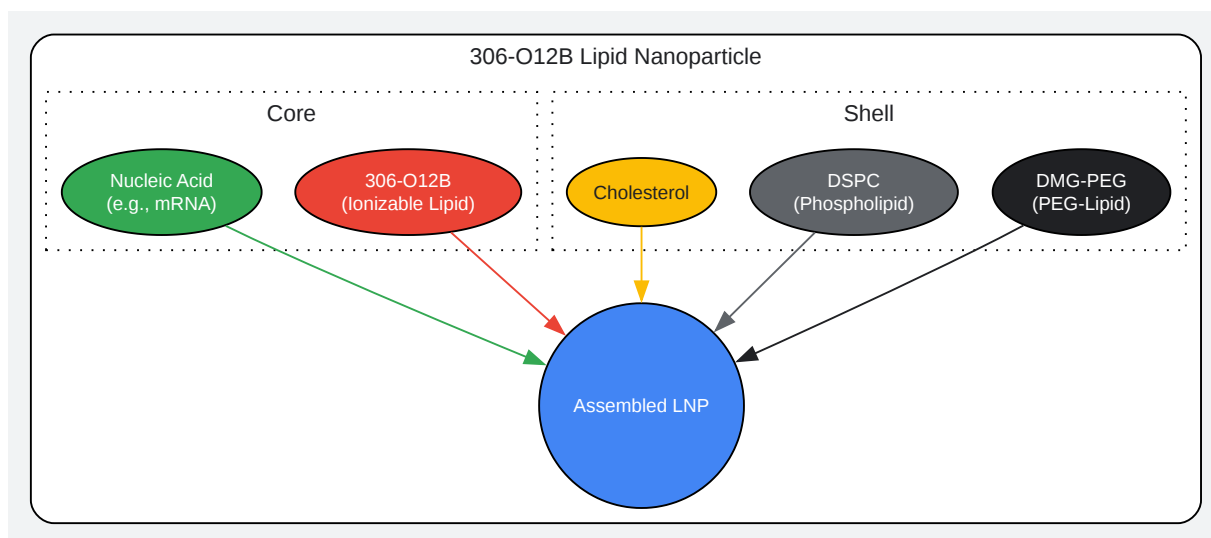 306-O12B Lipid Nanoparticle
Core
Shell
Nucleic Acid
(e.g., mRNA)
306-O12B
(Ionizable Lipid)
Cholesterol
DSPC
(Phospholipid)
DMG-PEG
(PEG-Lipid)
Assembled LNP